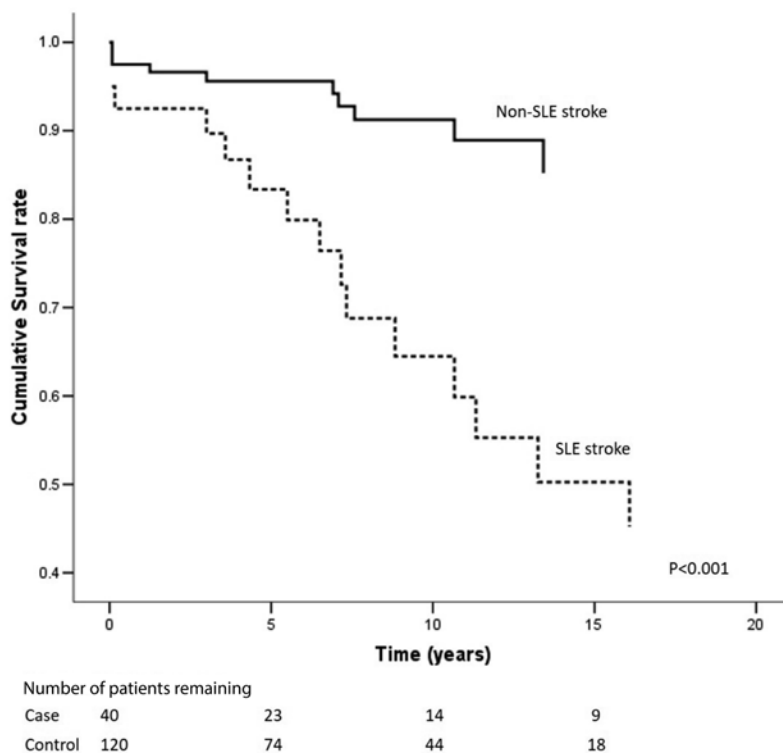 1.0
0.9
Non-SLE stroke
0.8
0.7
0.6
0.5
SLE stroke
0.4
P<0.001
Cumulative Survival rate
0 5 10 15 20
Time (years)
Number of patients remaining
Case 40 23 14 9
Control 120 74 44 18